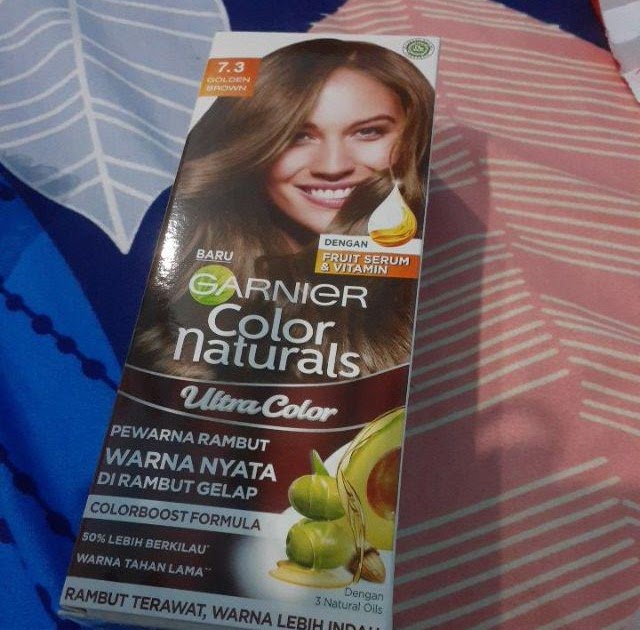 7.3
GOLDEN
BROWN
DENGAN
FRUIT SERUM
& VITAMIN
BARU
GARNIER
Color
naturals
Ultra Color
PEWARNA RAMBUT
WARNA NYATA
DI RAMBUT GELAP
COLORBOOST FORMULA
50% LEBIH BERKILAU*
WARNA TAHAN LAMA**
Dengan
3 Natural Oils
RAMBUT TERAWAT, WARNA LEBIH INDAH